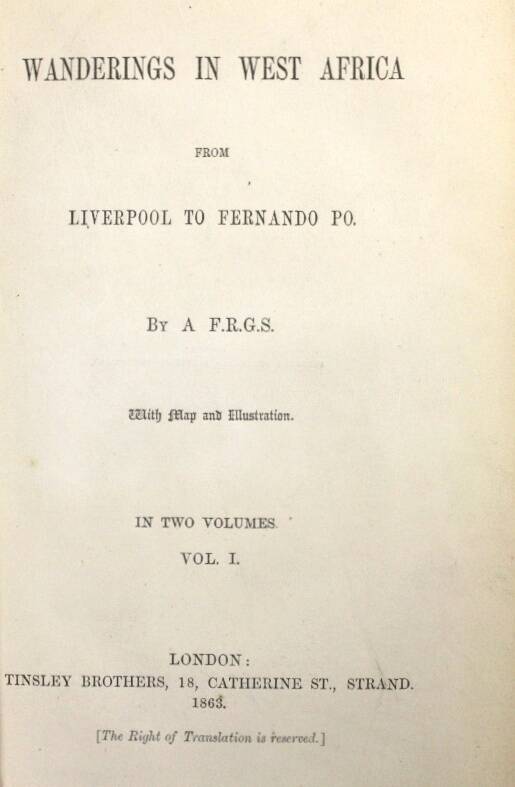 WANDERINGS IN WEST AFRICA
FROM
LIVERPOOL TO FERNANDO PO.
BY A F.R.G.S.
With Map and Illustration.
IN TWO VOLUMES.
VOL. I.
LONDON:
TINSLEY BROTHERS, 18, CATHERINE ST., STRAND.
1863.
[The Right of Translation is reserved.]